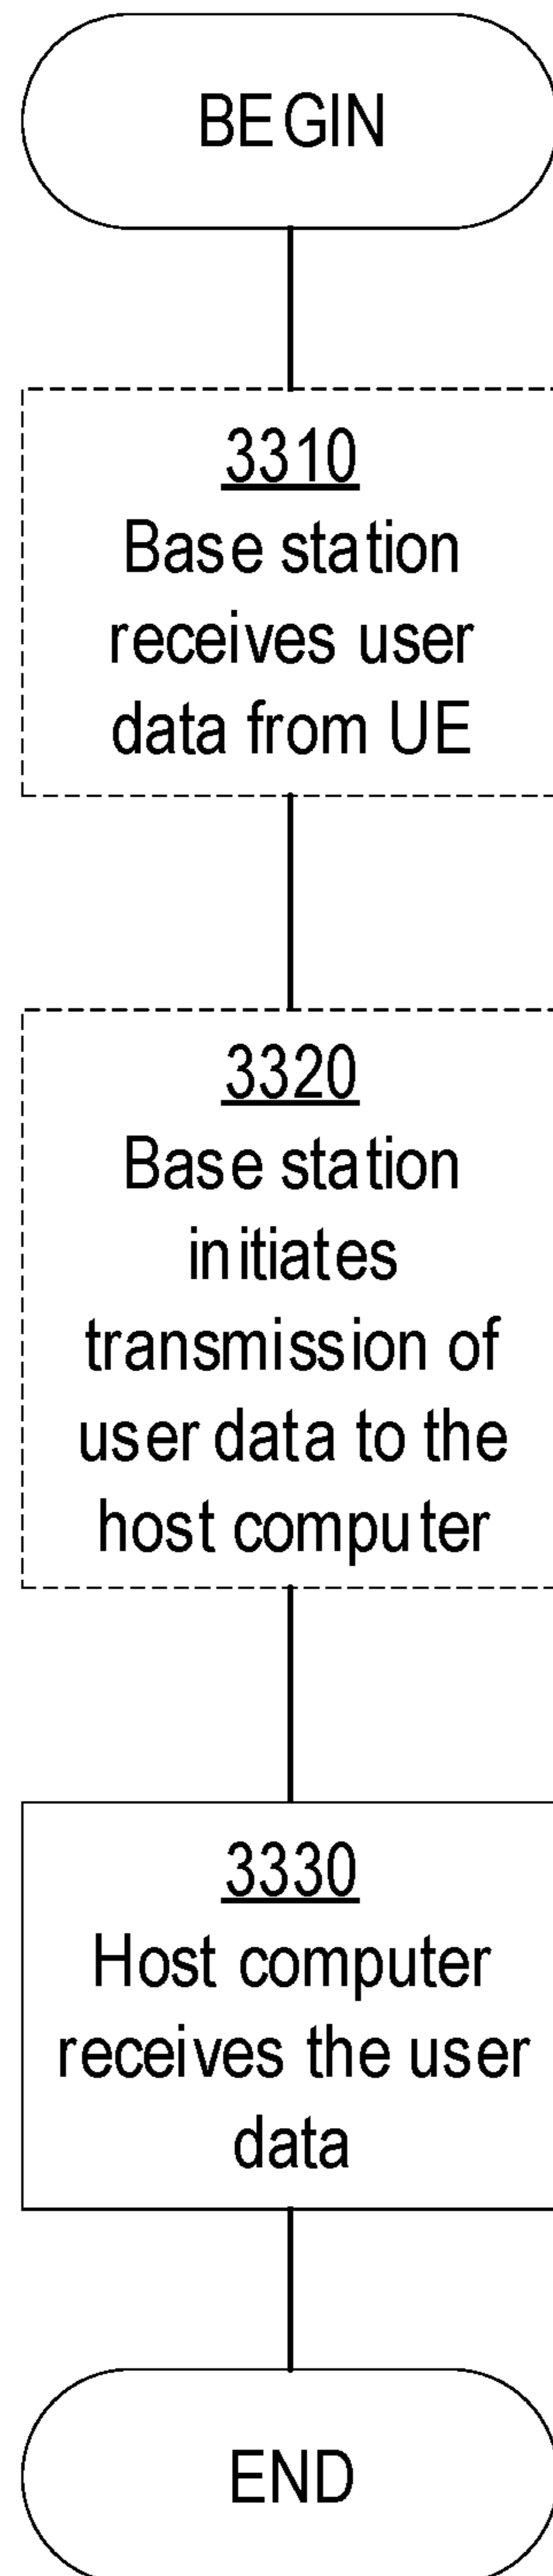 BEGIN
3310
Base station
receives user
data from UE
3320
Base station
initiates
transmission of
user data to the
host computer
3330
Host computer
receives the user
data
END